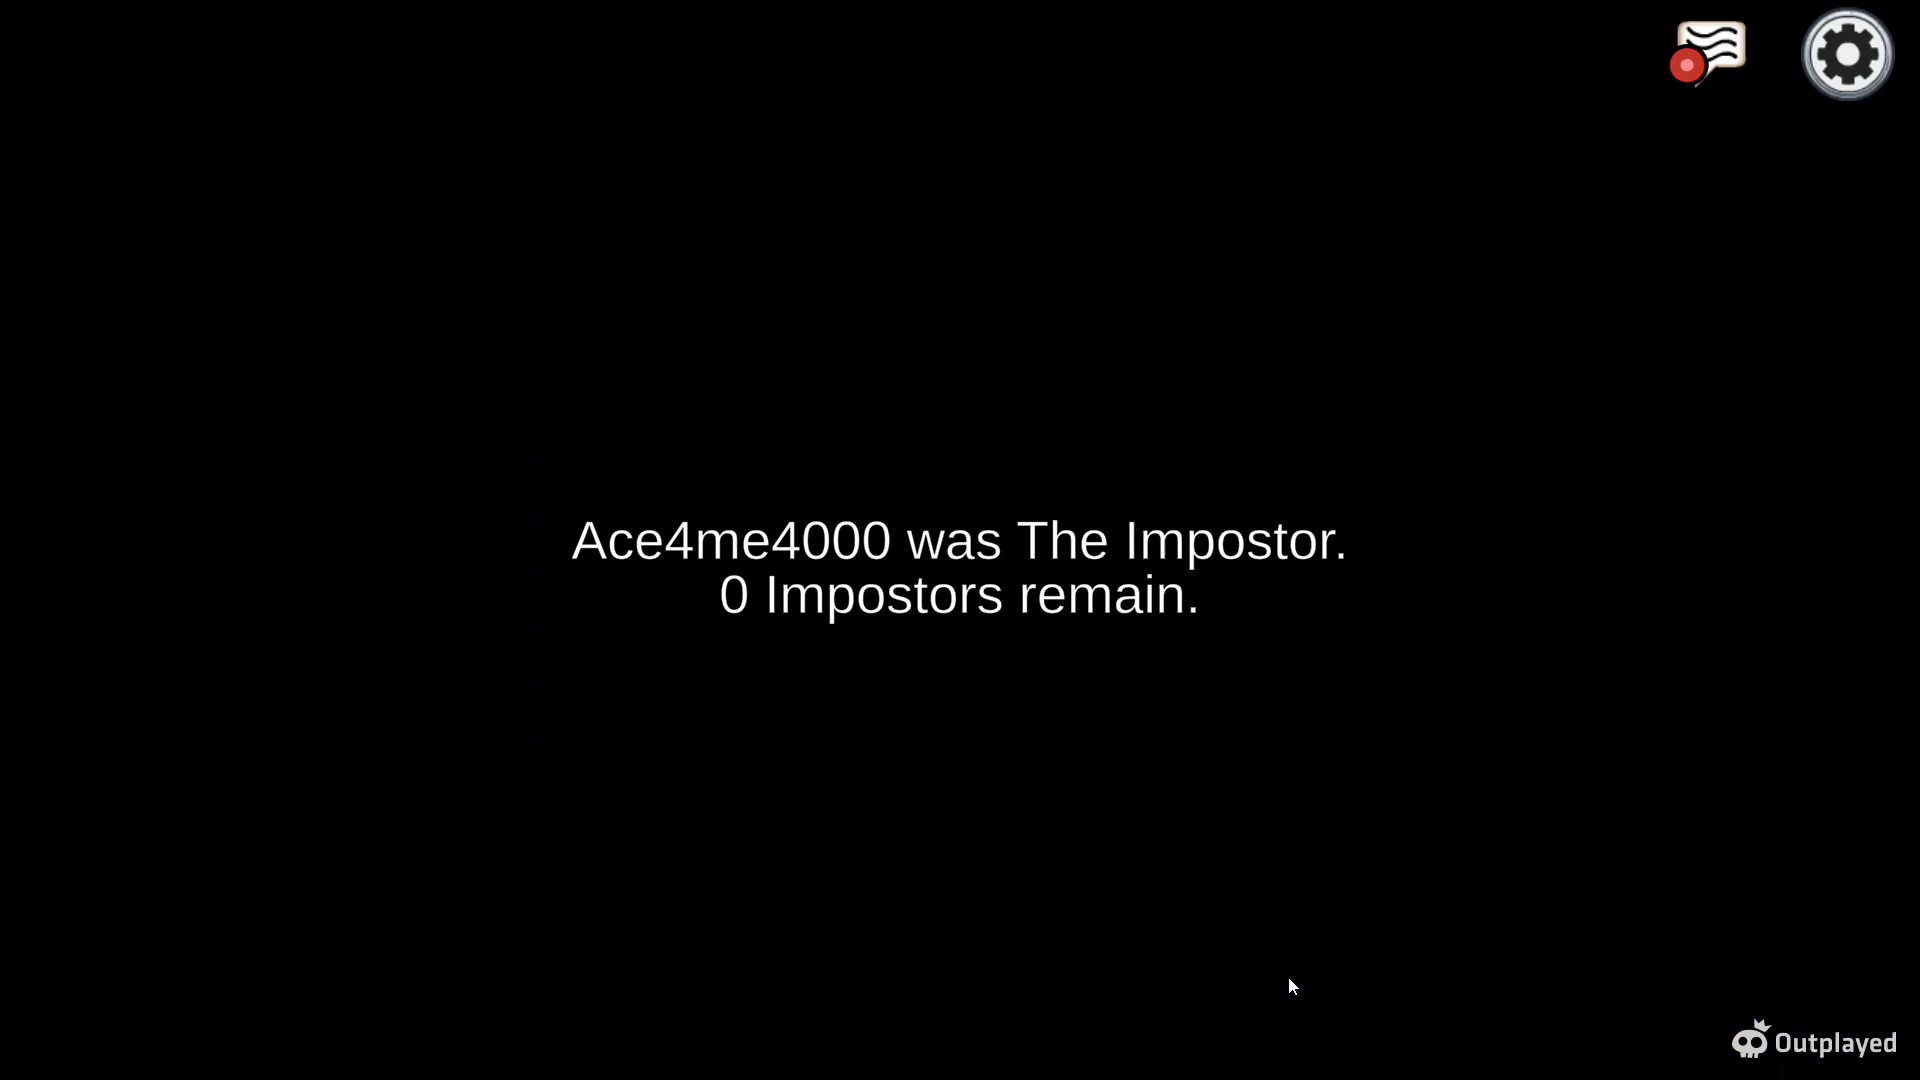 Ace4me4000 was The Impostor.
0 Impostors remain.
Outplayed